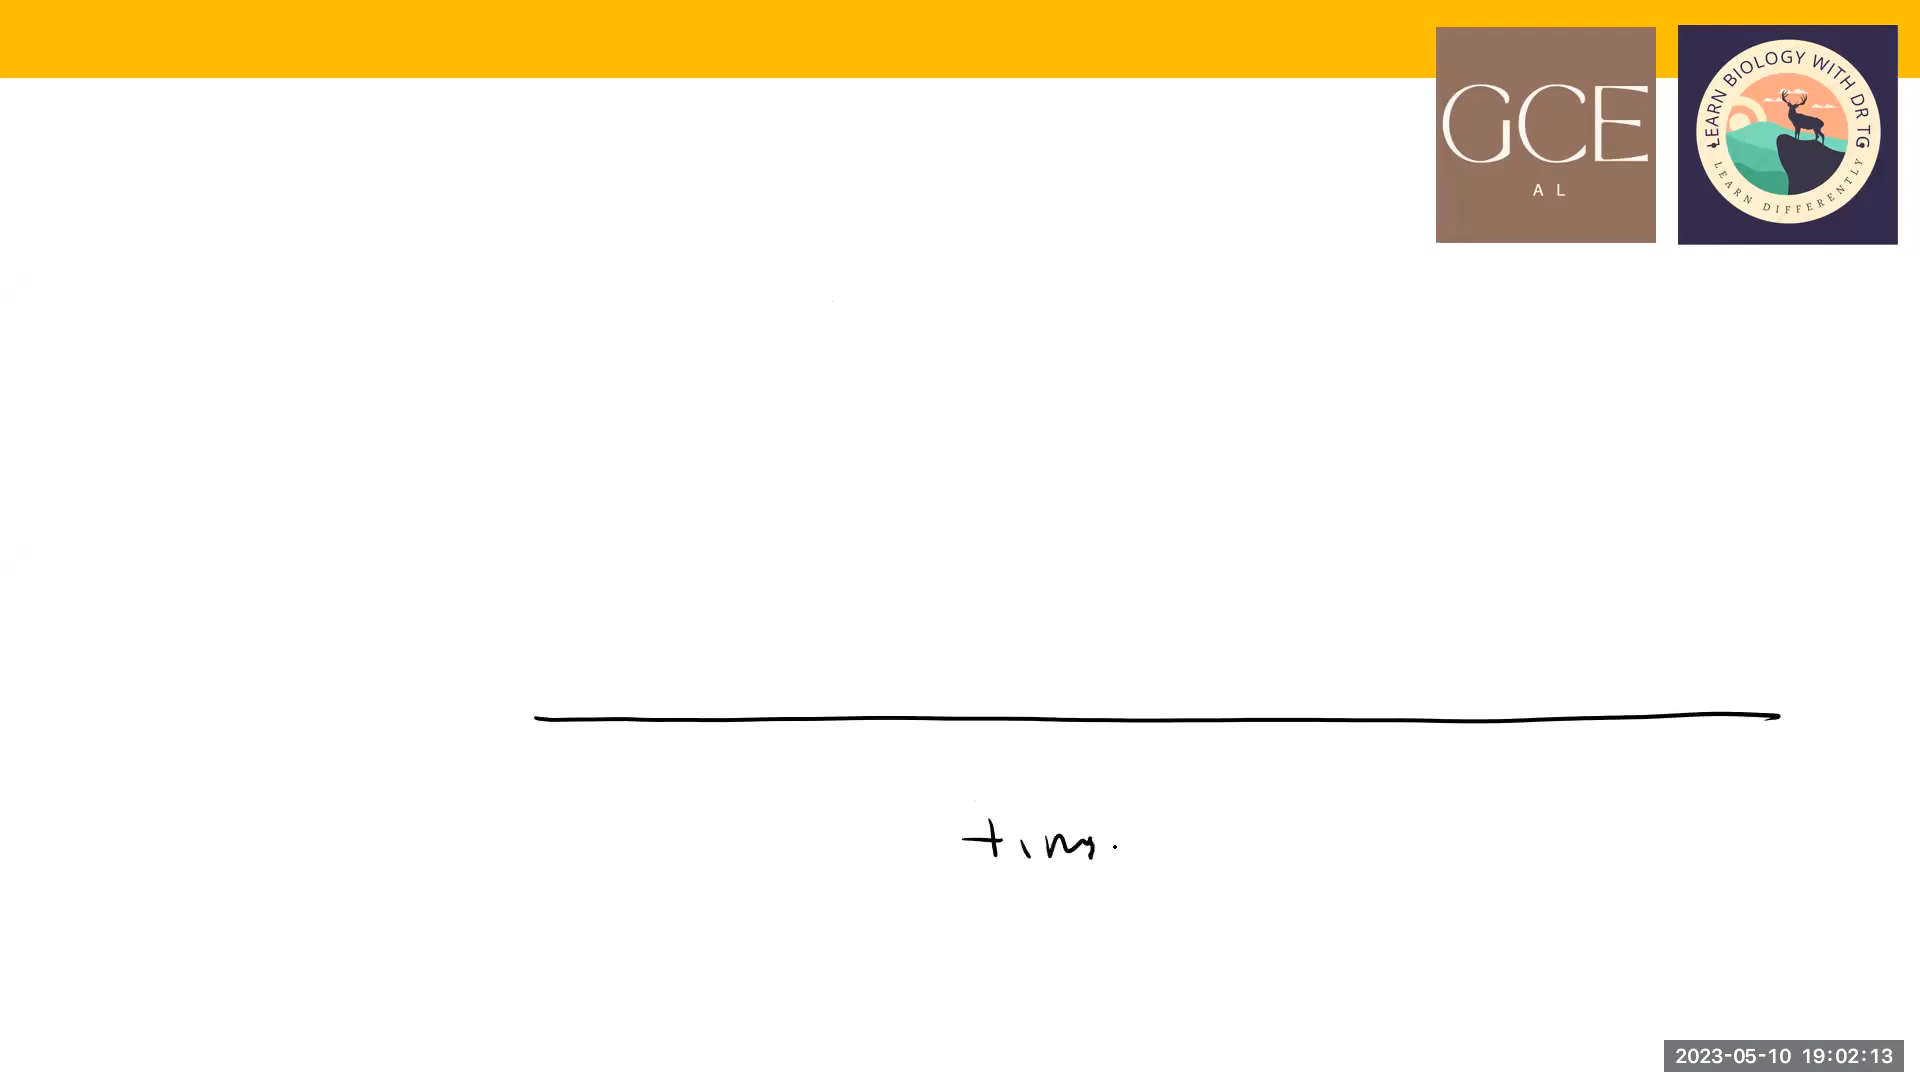 GCE
A L
LEARN BIOLOGY WITH DR TG
LEARN DIFFERENTLY
time
2023-05-10 19:02:13